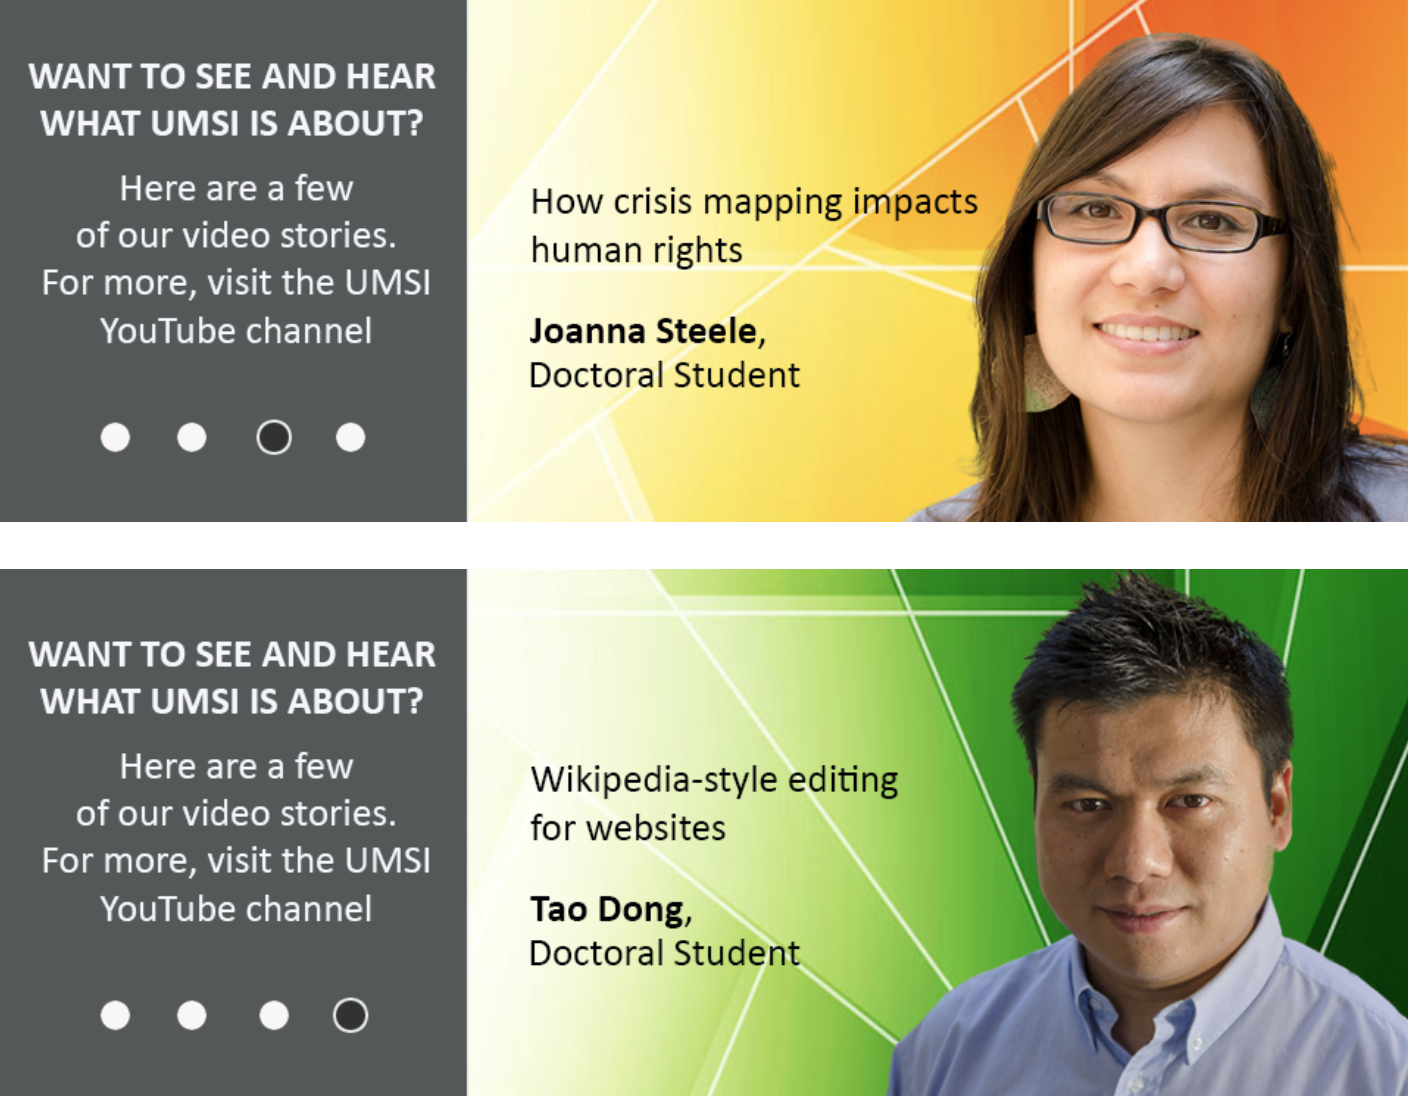 WANT TO SEE AND HEAR
WHAT UMSI IS ABOUT?
Here are a few
of our video stories.
For more, visit the UMSI
YouTube channel
How crisis mapping impacts
human rights
Joanna Steele,
Doctoral Student
WANT TO SEE AND HEAR
WHAT UMSI IS ABOUT?
Here are a few
of our video stories.
For more, visit the UMSI
YouTube channel
Wikipedia-style editing
for websites
Tao Dong,
Doctoral Student